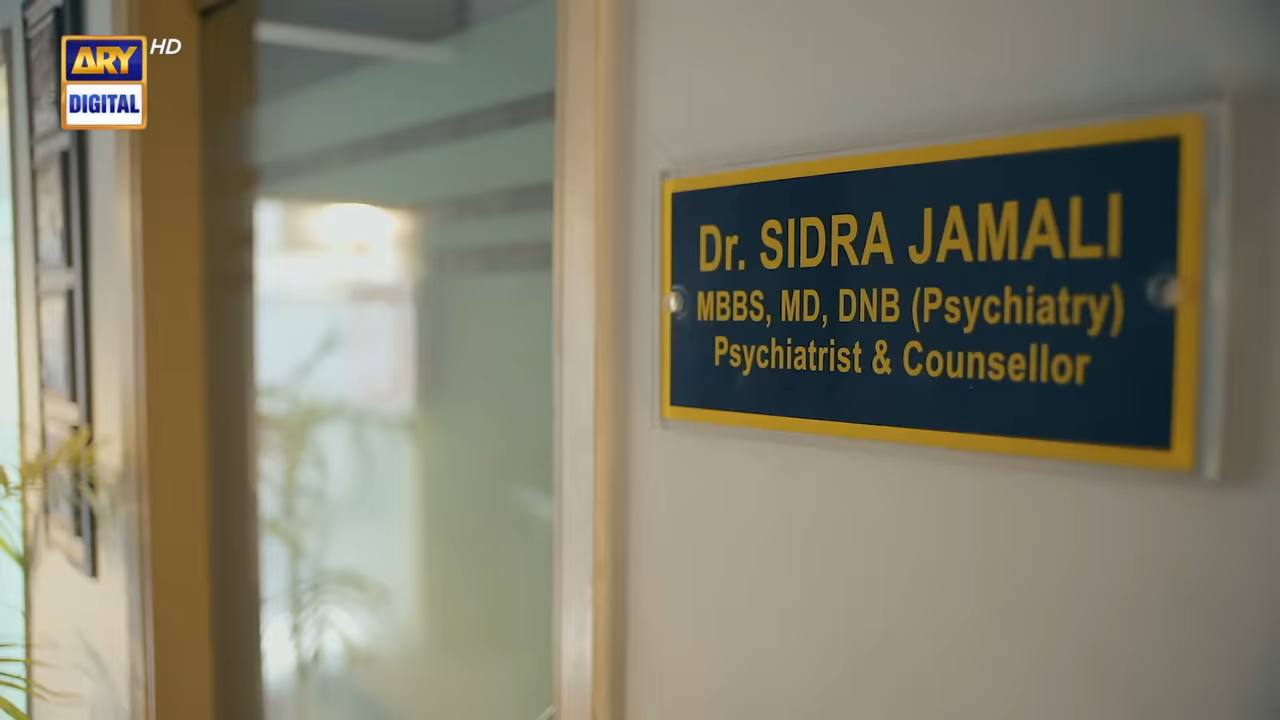 ARY
DIGITAL
HD
Dr. SIDRA JAMALI
MBBS, MD, DNB (Psychiatry)
Psychiatrist & Counsellor